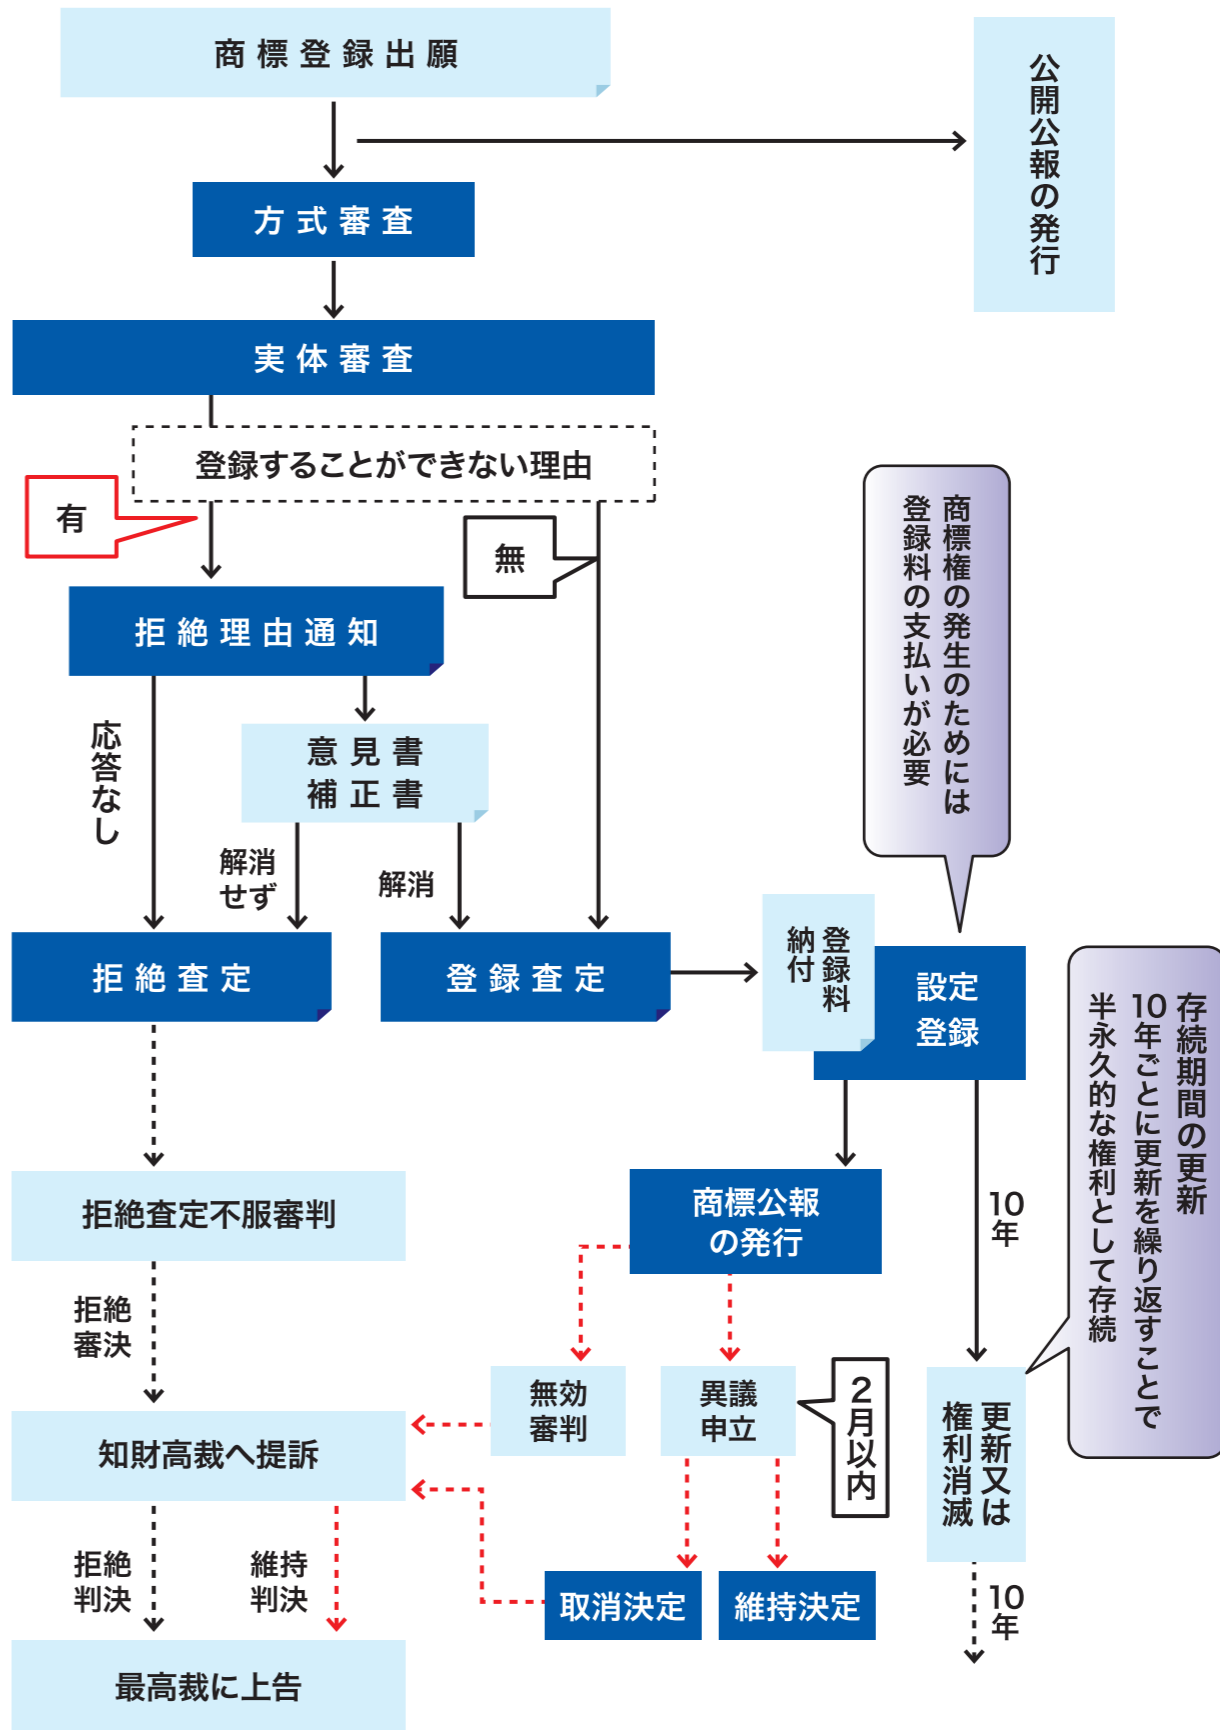 商標登録出願
公開公報の発行
方式審査
実体審査
登録することができない理由
有
無
拒絶理由通知
商標権の発生のためには
登録料の支払いが必要
応答なし
意見書
補正書
解消
せず
解消
拒絶査定
登録査定
登録料
納付
設定
登録
存続期間の更新
10年ごとに更新を繰り返すことで
半永久的な権利として存続
拒絶査定不服審判
商標公報
の発行
10年
拒絶
審決
無効
審判
異議
申立
2月以内
更新又は
権利消滅
知財高裁へ提訴
拒絶
判決
維持
判決
取消決定
維持決定
10年
最高裁に上告